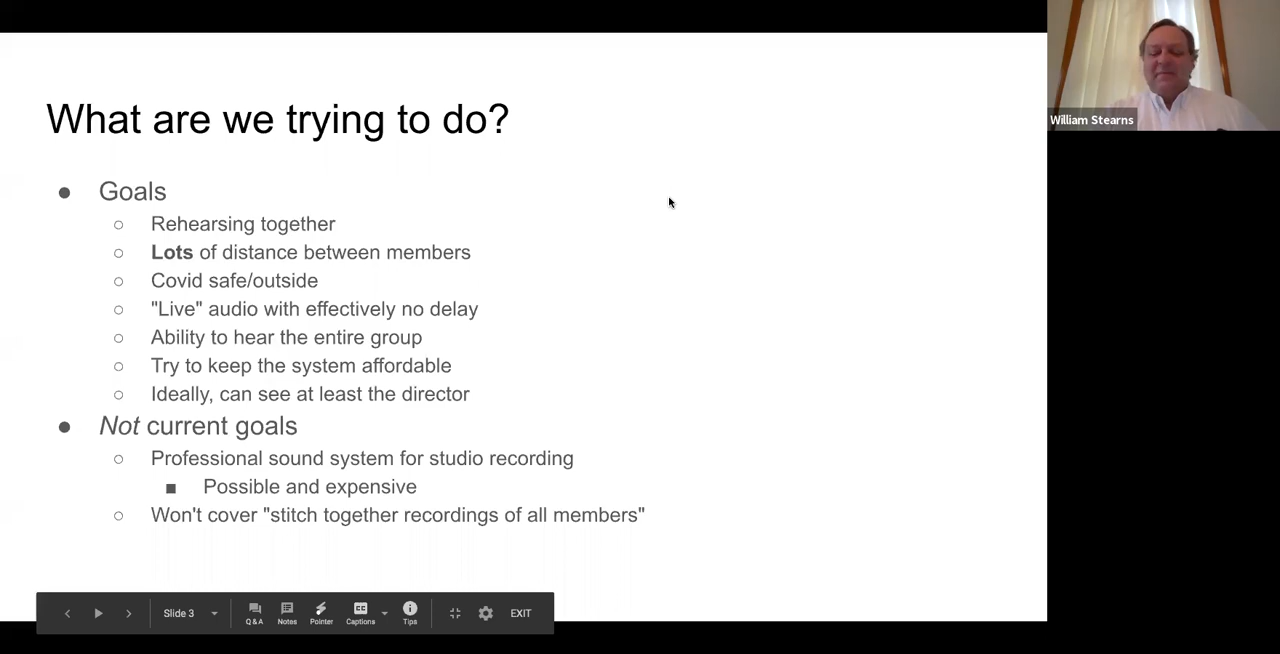 What are we trying to do?
● Goals
○ Rehearsing together
○ Lots of distance between members
○ Covid safe/outside
○ "Live" audio with effectively no delay
○ Ability to hear the entire group
○ Try to keep the system affordable
○ Ideally, can see at least the director
● Not current goals
○ Professional sound system for studio recording
■ Possible and expensive
○ Won't cover "stitch together recordings of all members"
William Stearns
Slide 3
Q & A
Notes
Pointer
CC
Captions
Tips
EXIT